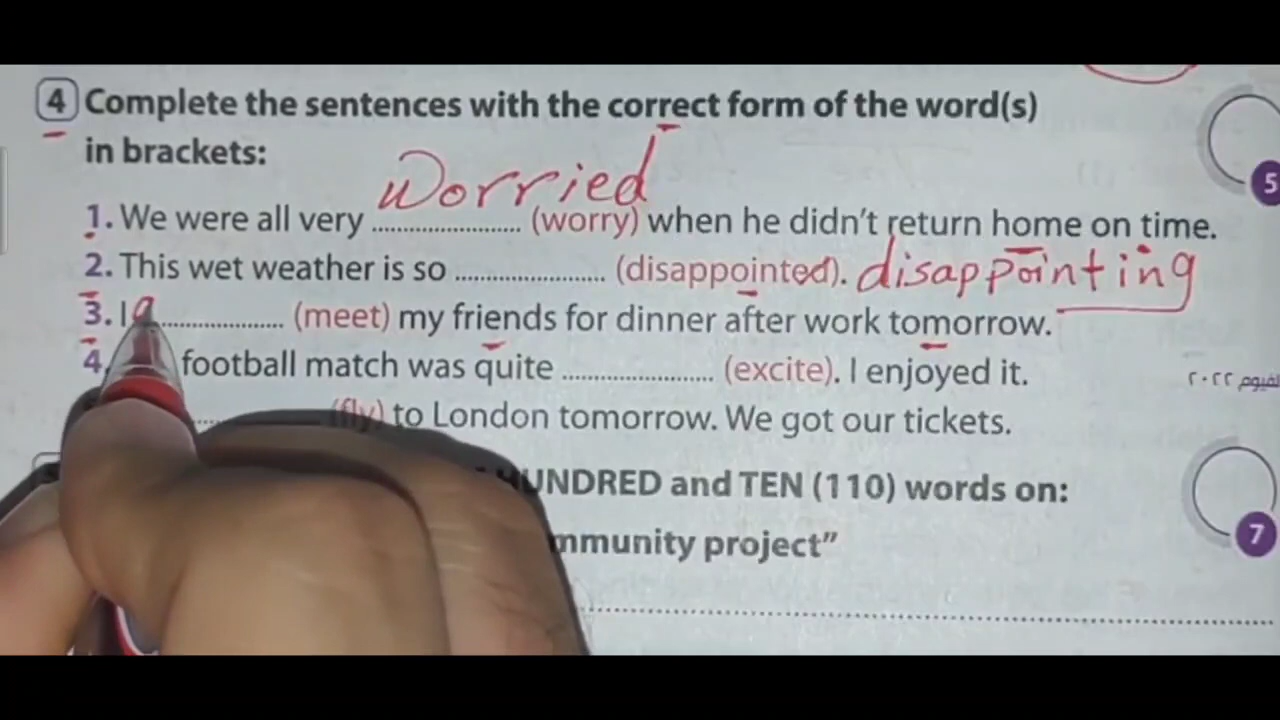 4 Complete the sentences with the correct form of the word(s)
in brackets:
5
worried
1. We were all very ...................... (worry) when he didn't return home on time.
2. This wet weather is so ...................... (disappointed). disappointing
3. I a...................... (meet) my friends for dinner after work tomorrow.
4. football match was quite ...................... (excite). I enjoyed it.
٢٠٢٢
...................... (fly) to London tomorrow. We got our tickets.
HUNDRED and TEN (110) words on:
project"
7